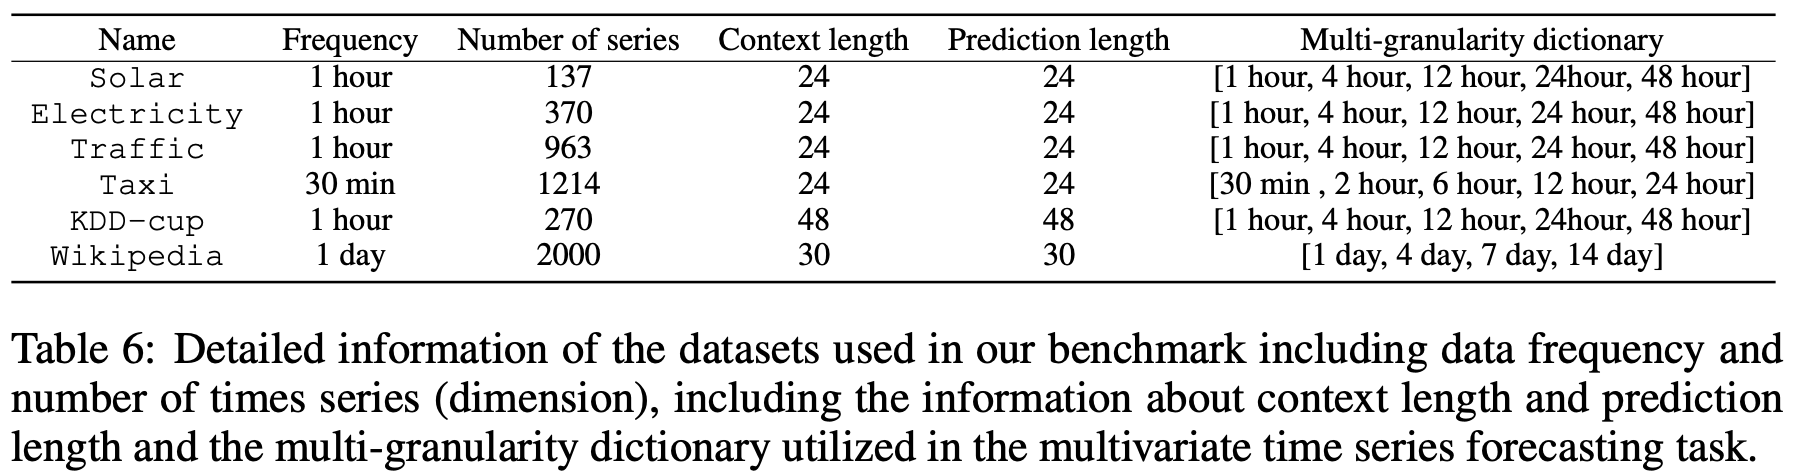 Name Frequency Number of series Context length Prediction length Multi-granularity dictionary
Solar 1 hour 137 24 24 [1 hour, 4 hour, 12 hour, 24hour, 48 hour]
Electricity 1 hour 370 24 24 [1 hour, 4 hour, 12 hour, 24 hour, 48 hour]
Traffic 1 hour 963 24 24 [1 hour, 4 hour, 12 hour, 24 hour, 48 hour]
Taxi 30 min 1214 24 24 [30 min , 2 hour, 6 hour, 12 hour, 24 hour]
KDD-cup 1 hour 270 48 48 [1 hour, 4 hour, 12 hour, 24hour, 48 hour]
Wikipedia 1 day 2000 30 30 [1 day, 4 day, 7 day, 14 day]
Table 6: Detailed information of the datasets used in our benchmark including data frequency and
number of times series (dimension), including the information about context length and prediction
length and the multi-granularity dictionary utilized in the multivariate time series forecasting task.